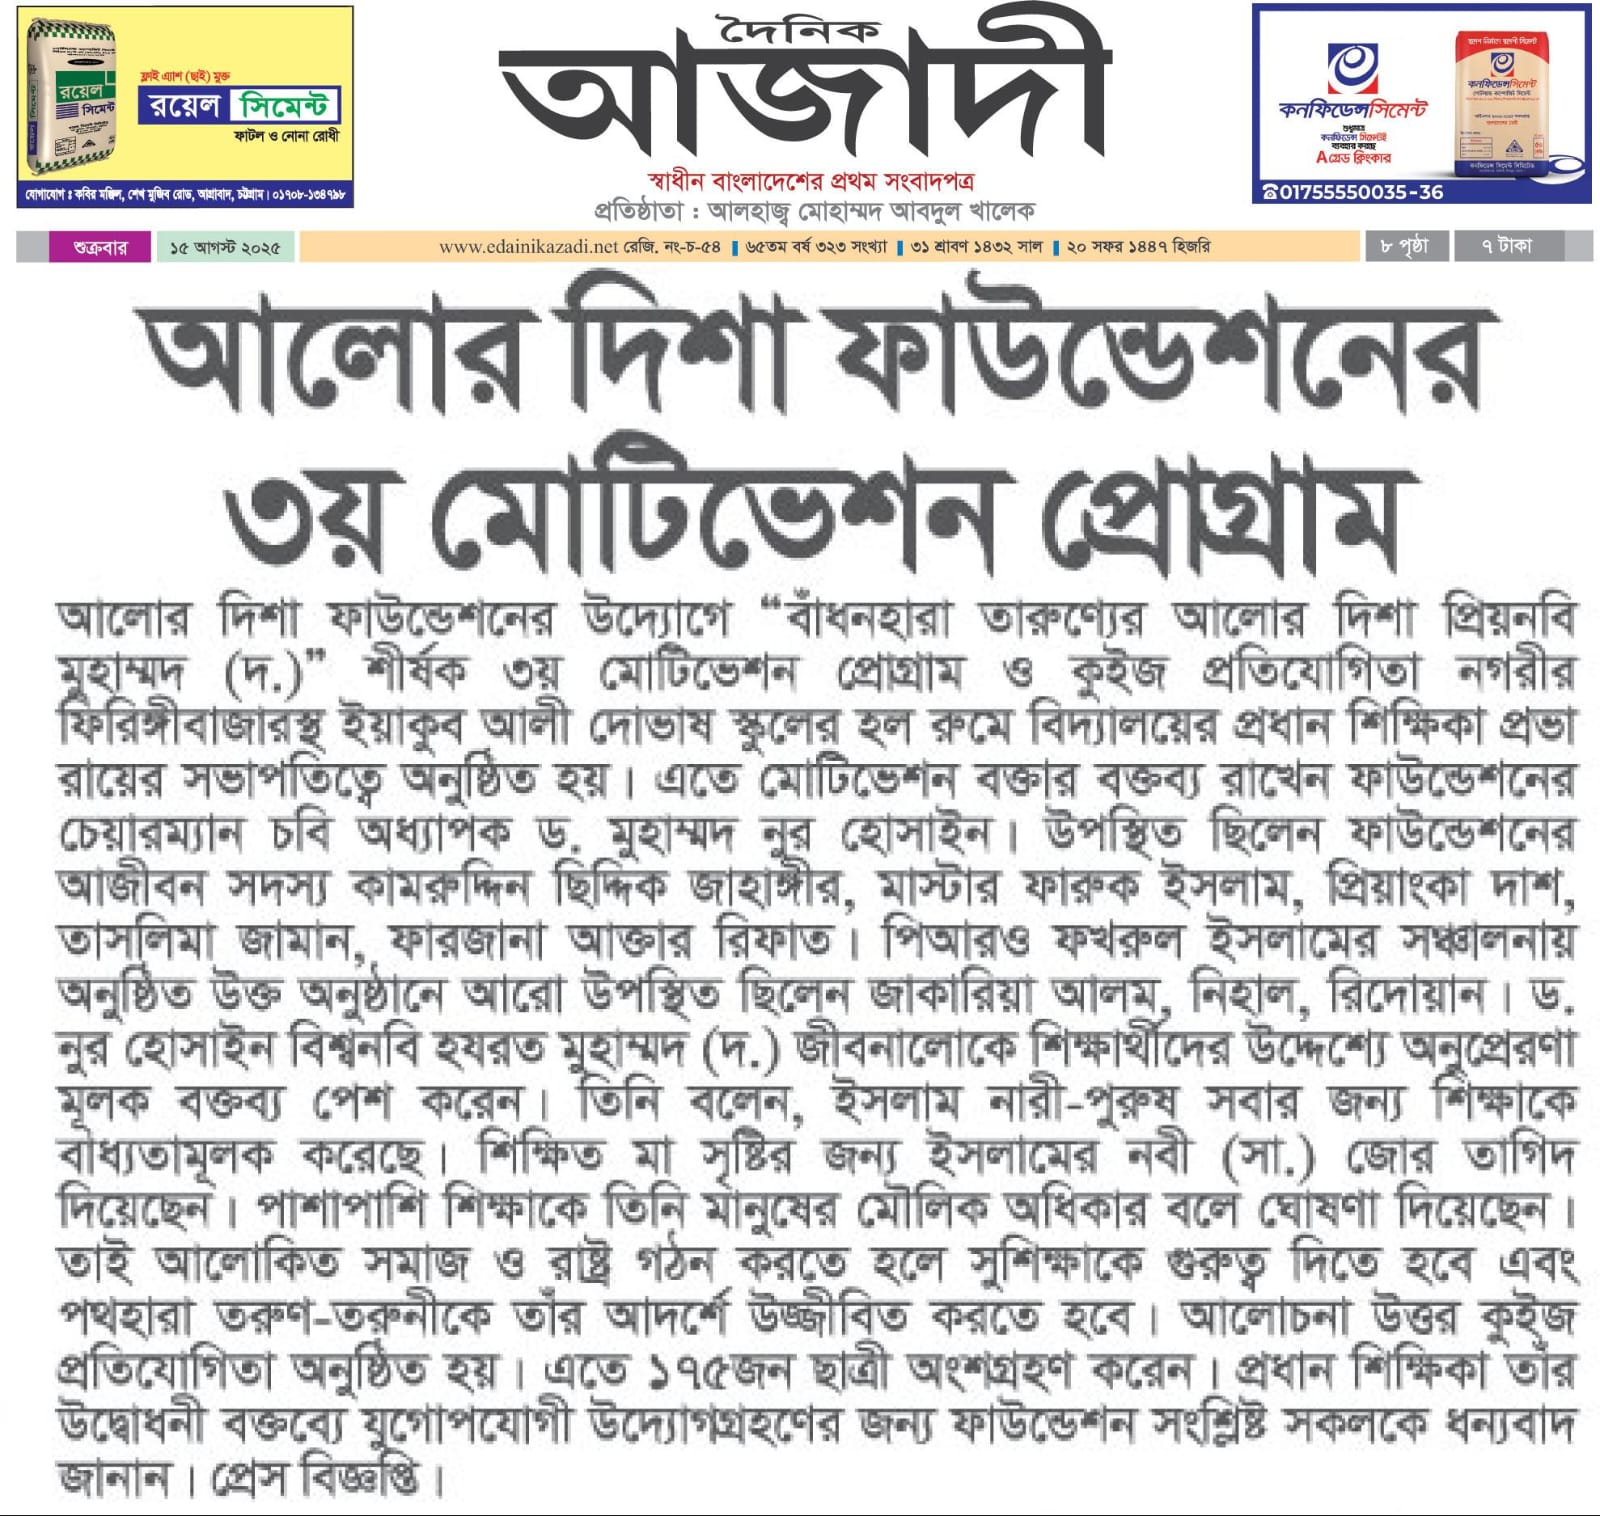 ফ্লাই এ্যাশ (ছাই) মুক্ত
রয়েল সিমেন্ট
ফাটল ও নোনা রোধী
রয়েল
সিমেন্ট
যোগাযোগ : কবির মঞ্জিল, শেখ মুজিব রোড, আগ্রাবাদ, চট্টগ্রাম। ০১৭০৮-১৩৪৭৯৮
দৈনিক
আজাদী
স্বাধীন বাংলাদেশের প্রথম সংবাদপত্র
প্রতিষ্ঠাতা : আলহাজ্ব মোহাম্মদ আবদুল খালেক
কনফিডেন্স সিমেন্ট
শুধুমাত্র
কনফিডেন্স সিমেন্টই
ব্যবহার করছে
A গ্রেড ক্লিংকার
কনফিডেন্স সিমেন্ট
কনফিডেন্স সিমেন্ট লিমিটেড
☎01755550035-36
শুক্রবার ১৫ আগস্ট ২০২৫ www.edainikazadi.net রেজি. নং-চ-৫৪ ৬৫তম বর্ষ ৩২৩ সংখ্যা ৩১ শ্রাবণ ১৪৩২ সাল ২০ সফর ১৪৪৭ হিজরি ৮ পৃষ্ঠা ৭ টাকা
আলোর দিশা ফাউন্ডেশনের
৩য় মোটিভেশন প্রোগ্রাম
আলোর দিশা ফাউন্ডেশনের উদ্যোগে “বাঁধনহারা তারুণ্যের আলোর দিশা প্রিয়নবি
মুহাম্মদ (দ.)” শীর্ষক ৩য় মোটিভেশন প্রোগ্রাম ও কুইজ প্রতিযোগিতা নগরীর
ফিরিঙ্গীবাজারস্থ ইয়াকুব আলী দোভাষ স্কুলের হল রুমে বিদ্যালয়ের প্রধান শিক্ষিকা প্রভা
রায়ের সভাপতিত্বে অনুষ্ঠিত হয়। এতে মোটিভেশন বক্তার বক্তব্য রাখেন ফাউন্ডেশনের
চেয়ারম্যান চবি অধ্যাপক ড. মুহাম্মদ নুর হোসাইন। উপস্থিত ছিলেন ফাউন্ডেশনের
আজীবন সদস্য কামরুদ্দিন ছিদ্দিক জাহাঙ্গীর, মাস্টার ফারুক ইসলাম, প্রিয়াংকা দাশ,
তাসলিমা জামান, ফারজানা আক্তার রিফাত। পিআরও ফখরুল ইসলামের সঞ্চালনায়
অনুষ্ঠিত উক্ত অনুষ্ঠানে আরো উপস্থিত ছিলেন জাকারিয়া আলম, নিহাল, রিদোয়ান। ড.
নুর হোসাইন বিশ্বনবি হযরত মুহাম্মদ (দ.) জীবনালোকে শিক্ষার্থীদের উদ্দেশ্যে অনুপ্রেরণা
মূলক বক্তব্য পেশ করেন। তিনি বলেন, ইসলাম নারী-পুরুষ সবার জন্য শিক্ষাকে
বাধ্যতামূলক করেছে। শিক্ষিত মা সৃষ্টির জন্য ইসলামের নবী (সা.) জোর তাগিদ
দিয়েছেন। পাশাপাশি শিক্ষাকে তিনি মানুষের মৌলিক অধিকার বলে ঘোষণা দিয়েছেন।
তাই আলোকিত সমাজ ও রাষ্ট্র গঠন করতে হলে সুশিক্ষাকে গুরুত্ব দিতে হবে এবং
পথহারা তরুণ-তরুনীকে তাঁর আদর্শে উজ্জীবিত করতে হবে। আলোচনা উত্তর কুইজ
প্রতিযোগিতা অনুষ্ঠিত হয়। এতে ১৭৫জন ছাত্রী অংশগ্রহণ করেন। প্রধান শিক্ষিকা তাঁর
উদ্বোধনী বক্তব্যে যুগোপযোগী উদ্যোগগ্রহণের জন্য ফাউন্ডেশন সংশ্লিষ্ট সকলকে ধন্যবাদ
জানান। প্রেস বিজ্ঞপ্তি।